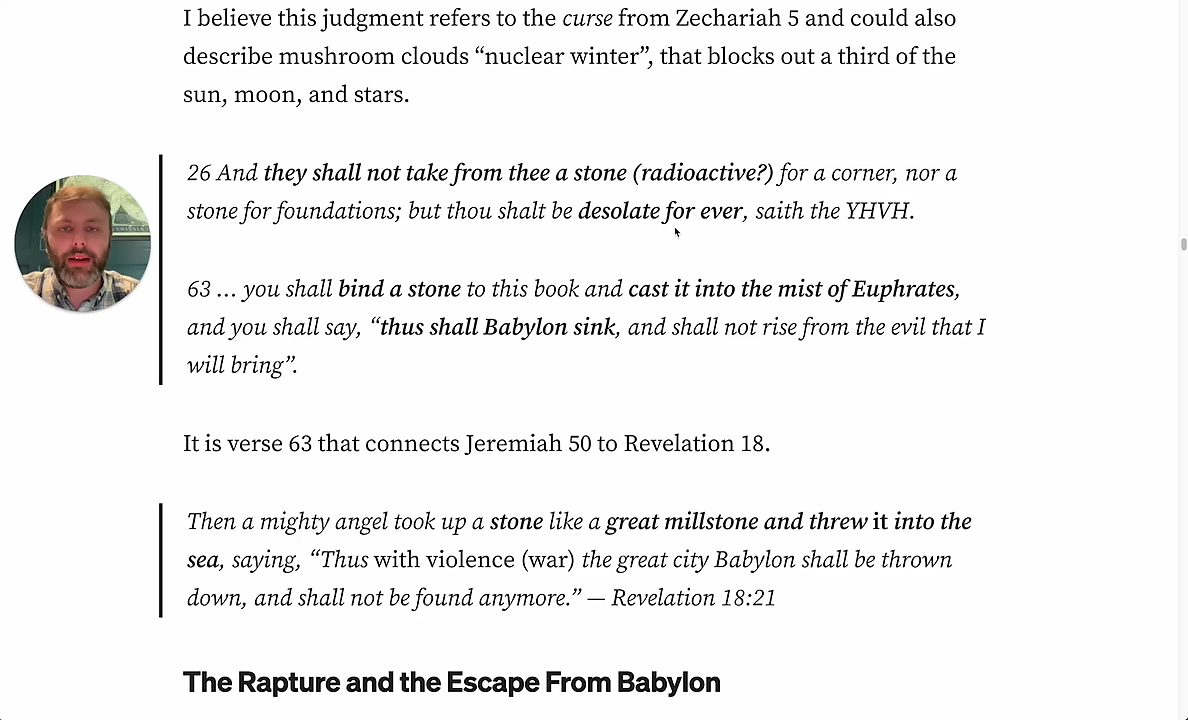 I believe this judgment refers to the curse from Zechariah 5 and could also
describe mushroom clouds “nuclear winter”, that blocks out a third of the
sun, moon, and stars.
26 And they shall not take from thee a stone (radioactive?) for a corner, nor a
stone for foundations; but thou shalt be desolate for ever, saith the YHVH.
63 … you shall bind a stone to this book and cast it into the mist of Euphrates,
and you shall say, “thus shall Babylon sink, and shall not rise from the evil that I
will bring”.
It is verse 63 that connects Jeremiah 50 to Revelation 18.
Then a mighty angel took up a stone like a great millstone and threw it into the
sea, saying, “Thus with violence (war) the great city Babylon shall be thrown
down, and shall not be found anymore.” — Revelation 18:21
The Rapture and the Escape From Babylon